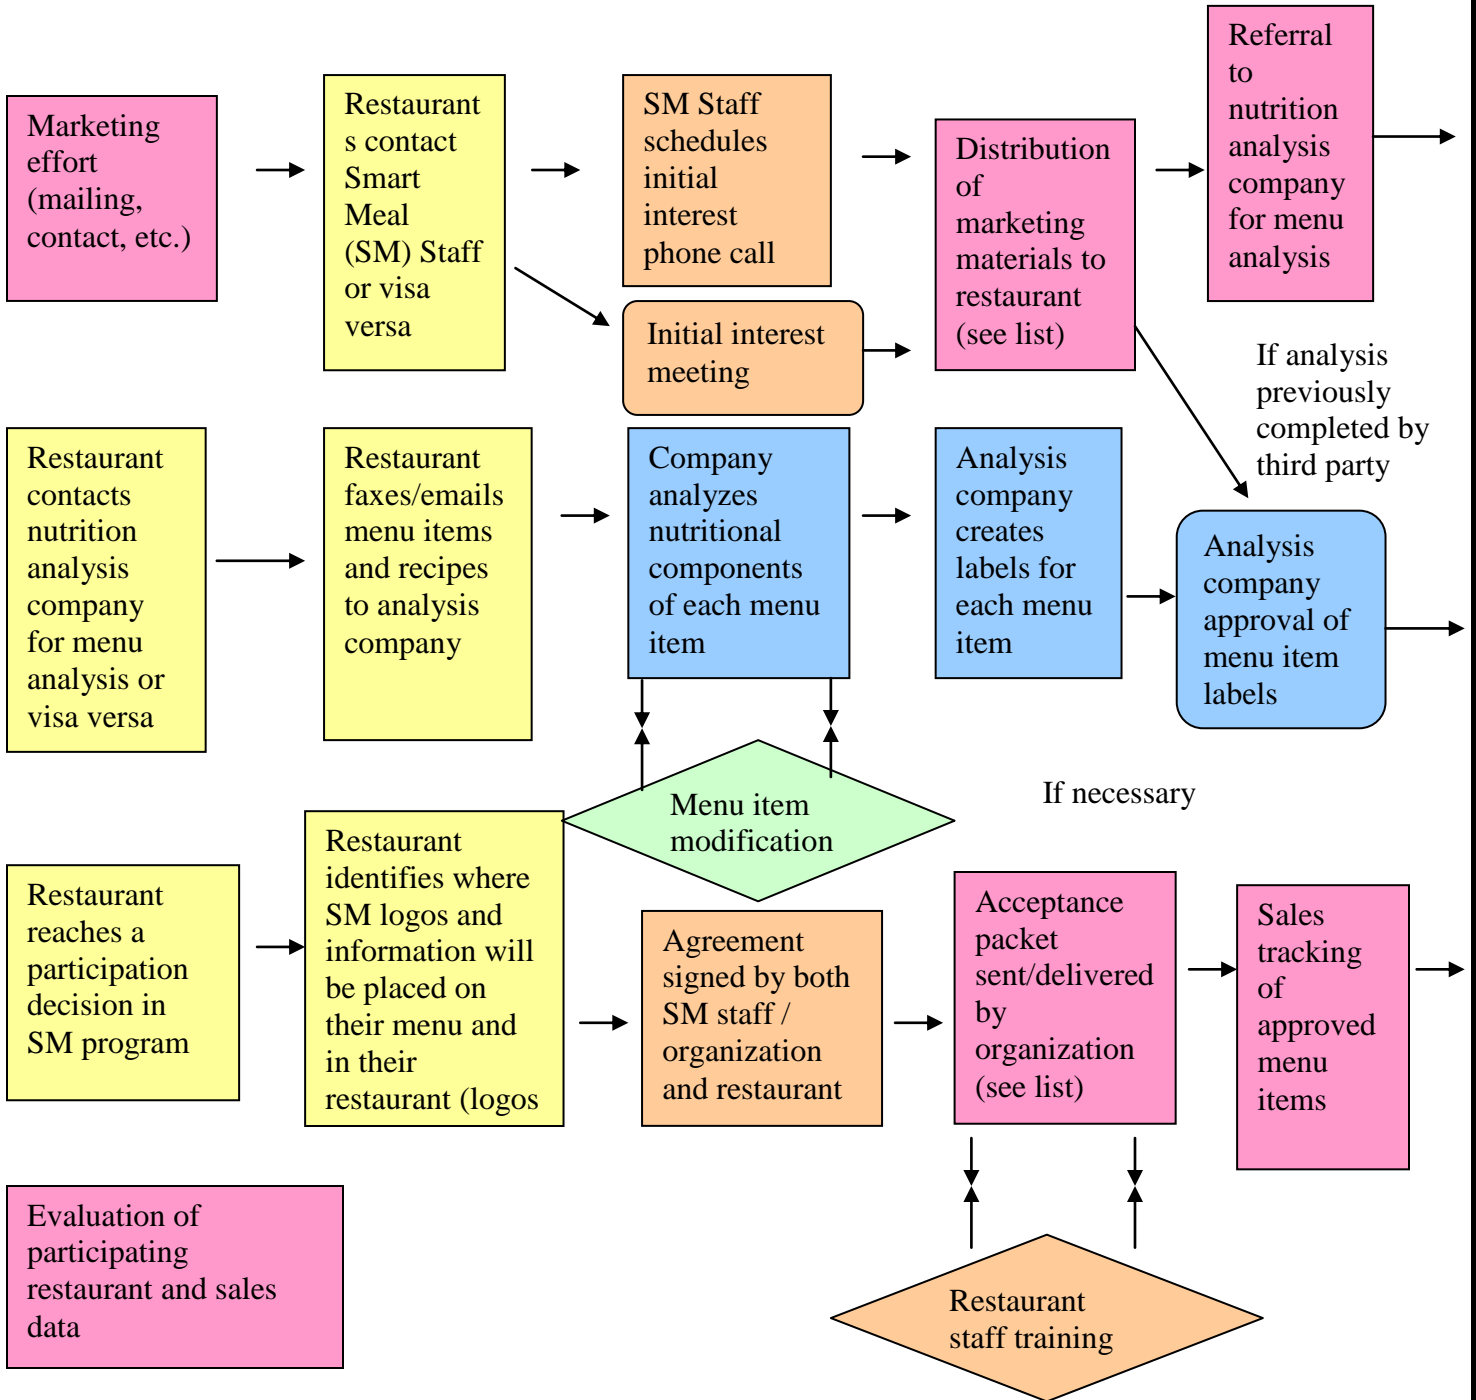 Marketing
effort
(mailing,
contact, etc.)
Restaurant
s contact
Smart
Meal
(SM) Staff
or visa
versa
SM Staff
schedules
initial
interest
phone call
Initial interest
meeting
Distribution
of
marketing
materials to
restaurant
(see list)
Referral
to
nutrition
analysis
company
for menu
analysis
If analysis
previously
completed by
third party
Restaurant
contacts
nutrition
analysis
company
for menu
analysis or
visa versa
Restaurant
faxes/emails
menu items
and recipes
to analysis
company
Company
analyzes
nutritional
components
of each menu
item
Analysis
company
creates
labels for
each menu
item
Analysis
company
approval of
menu item
labels
Menu item
modification
If necessary
Restaurant
reaches a
participation
decision in
SM program
Restaurant
identifies where
SM logos and
information will
be placed on
their menu and
in their
restaurant (logos
Agreement
signed by both
SM staff /
organization
and restaurant
Acceptance
packet
sent/delivered
by
organization
(see list)
Sales
tracking
of
approved
menu
items
Evaluation of
participating
restaurant and sales
data
Restaurant
staff training